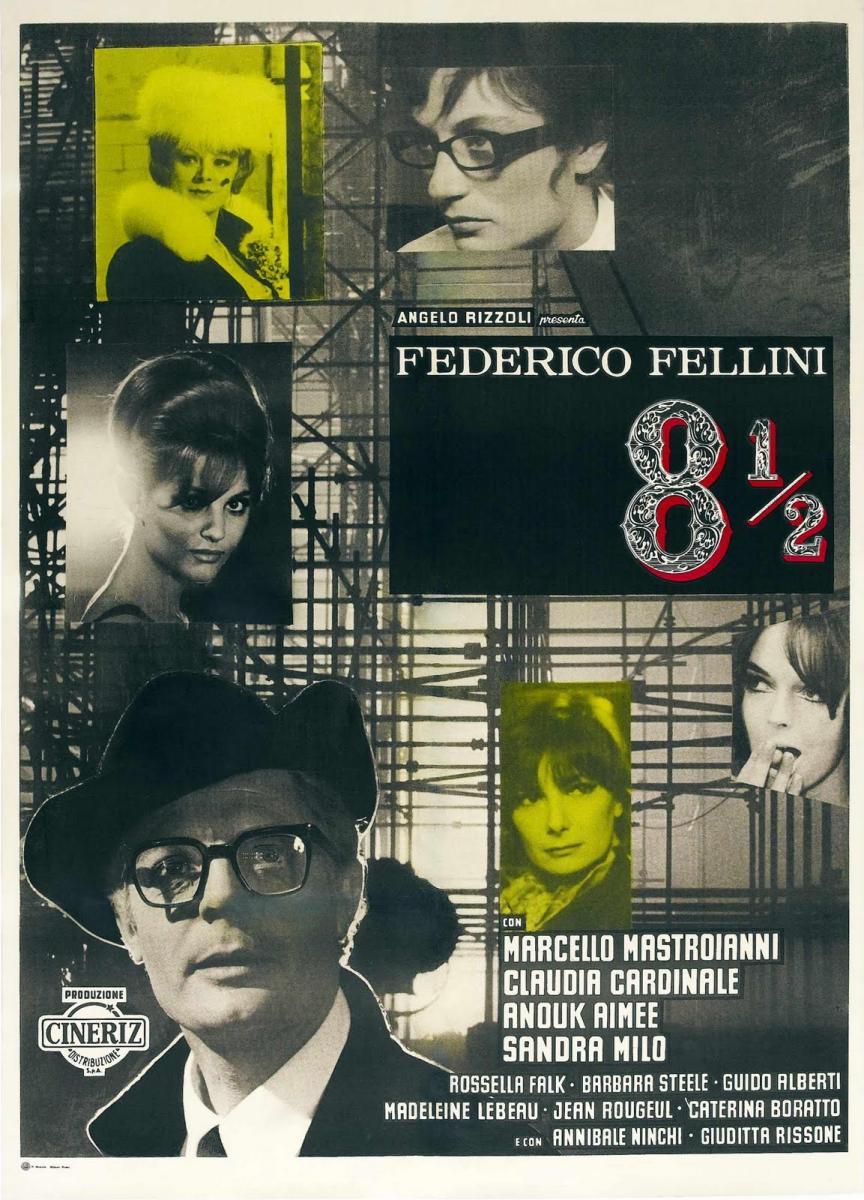 ANGELO RIZZOLI presenta
FEDERICO FELLINI
8 1/2
CON
MARCELLO MASTROIANNI
CLAUDIA CARDINALE
ANOUK AIMEE
SANDRA MILO
PRODUZIONE
CINERIZ
DISTRIBUZIONE
S.p.A.
ROSSELLA FALK · BARBARA STEELE · GUIDO ALBERTI
MADELEINE LEBEAU · JEAN ROUGEUL · CATERINA BORATTO
E CON ANNIBALE NINCHI · GIUDITTA RISSONE